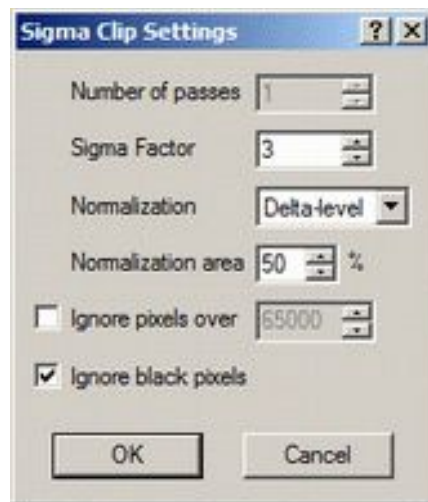 Sigma Clip Settings ? X
Number of passes 1
Sigma Factor 3
Normalization Delta-level
Normalization area 50 %
Ignore pixels over 65000
Ignore black pixels
OK Cancel